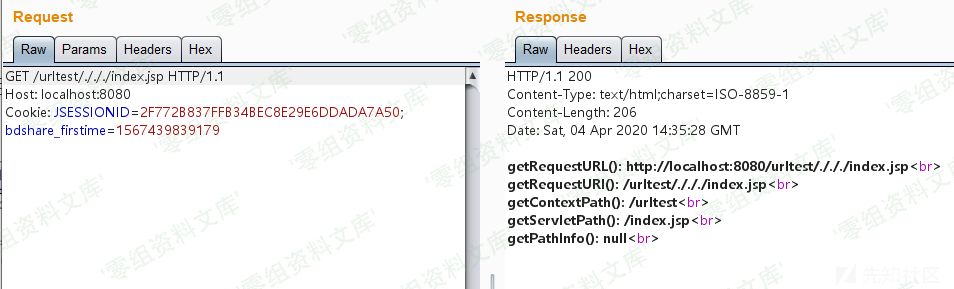 Request
Raw Params Headers Hex
GET /urltest/./././index.jsp HTTP/1.1
Host: localhost:8080
Cookie: JSESSIONID=2F772B837FFB34BEC8E29E6DDADA7A50;
bdshare_firstime=1567439839179
Response
Raw Headers Hex
HTTP/1.1 200
Content-Type: text/html;charset=ISO-8859-1
Content-Length: 206
Date: Sat, 04 Apr 2020 14:35:28 GMT
getRequestURL(): http://localhost:8080/urltest/./././index.jsp<br>
getRequestURI(): /urltest/./././index.jsp<br>
getContextPath(): /urltest<br>
getServletPath(): /index.jsp<br>
getPathInfo(): null<br>
'零组资料文库'
先知社区